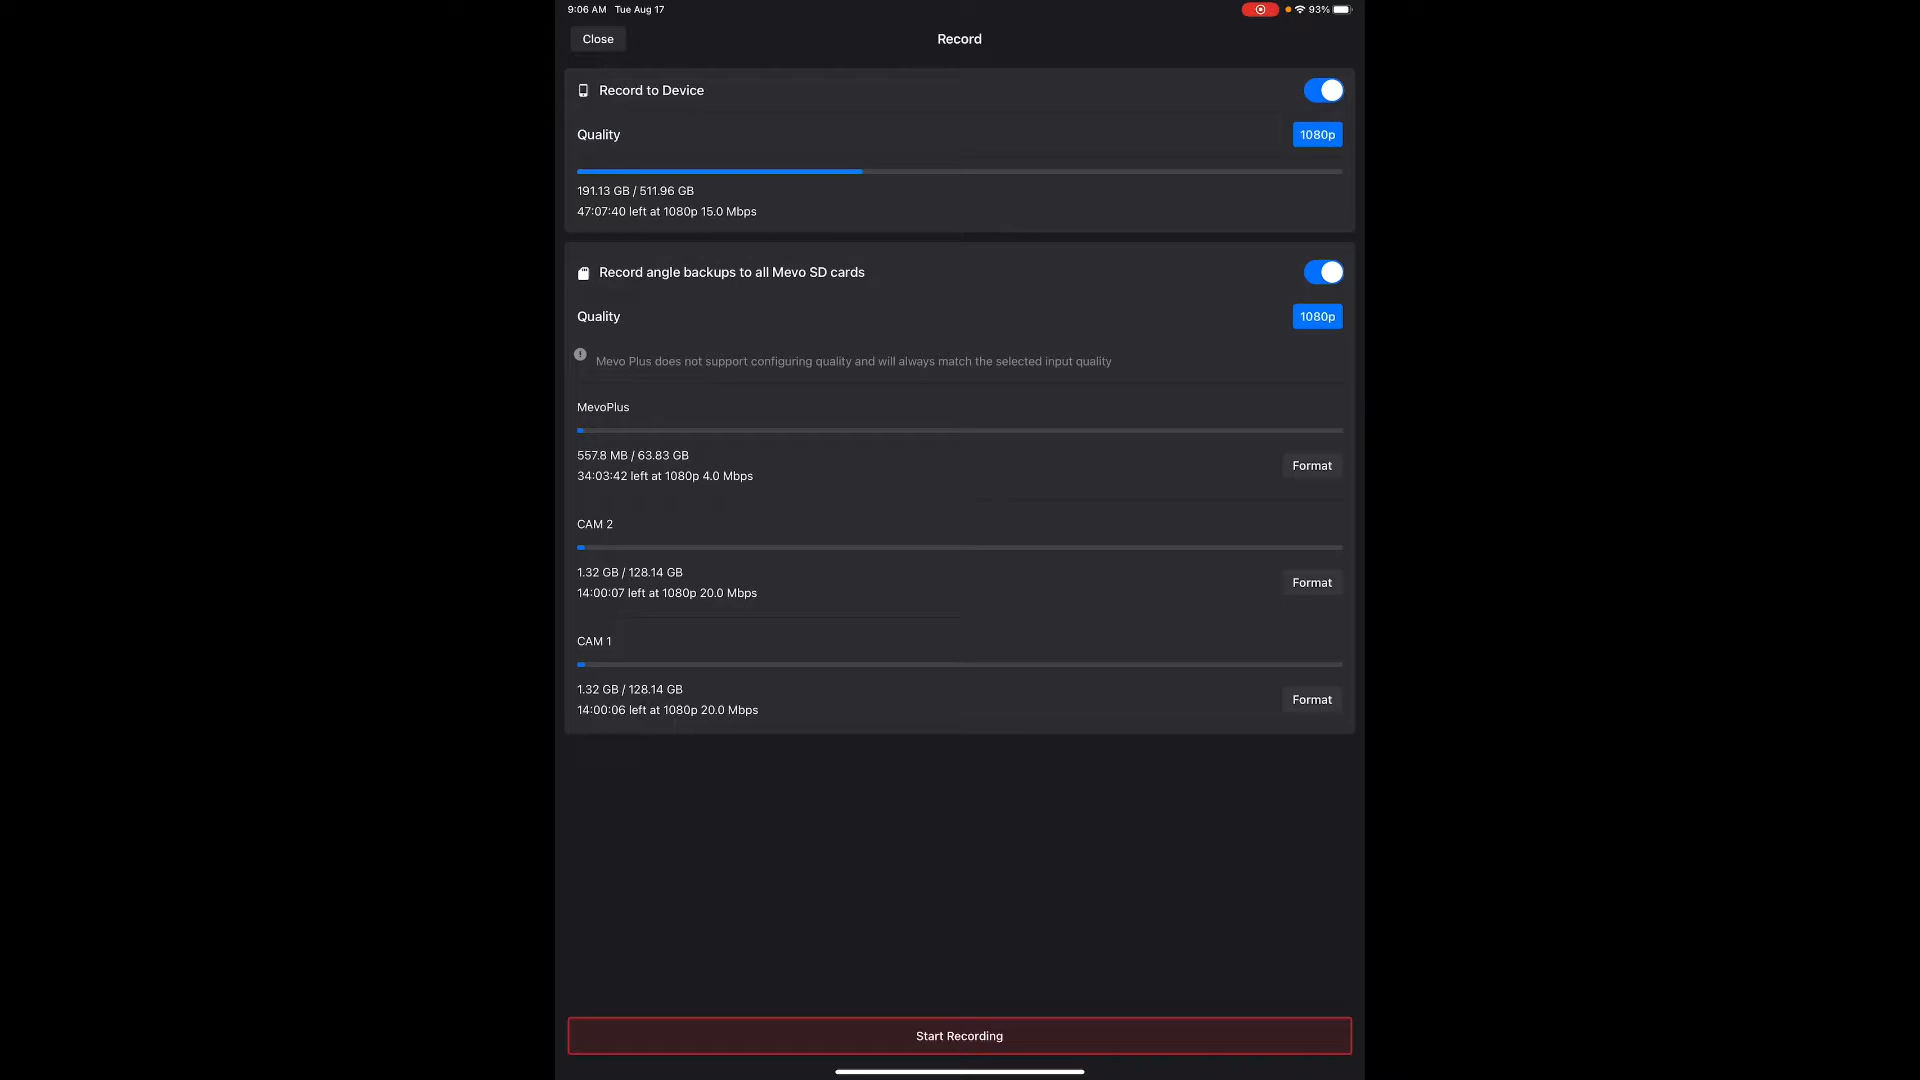 9:06 AM Tue Aug 17
93%
Close
Record
Record to Device
Quality
1080p
191.13 GB / 511.96 GB
47:07:40 left at 1080p 15.0 Mbps
Record angle backups to all Mevo SD cards
Quality
1080p
Mevo Plus does not support configuring quality and will always match the selected input quality
MevoPlus
557.8 MB / 63.83 GB
Format
34:03:42 left at 1080p 4.0 Mbps
CAM 2
1.32 GB / 128.14 GB
Format
14:00:07 left at 1080p 20.0 Mbps
CAM 1
1.32 GB / 128.14 GB
Format
14:00:06 left at 1080p 20.0 Mbps
Start Recording